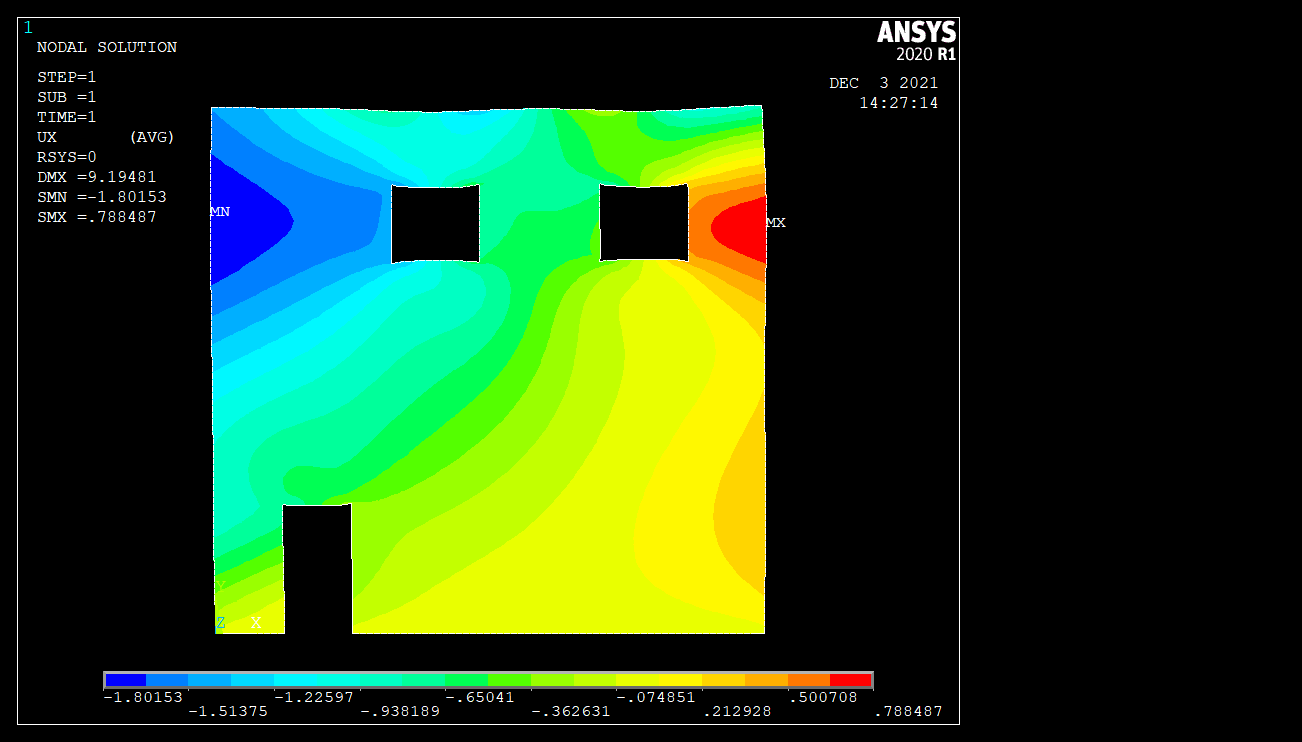 1
ANSYS
2020 R1
NODAL SOLUTION
STEP=1
SUB =1
TIME=1
UX (AVG)
RSYS=0
DMX =9.19481
SMN =-1.80153
SMX =.788487
DEC 3 2021
14:27:14
MN
MX
Y
Z X
-1.80153 -1.22597 -.65041 -.074851 .500708
-1.51375 -.938189 -.362631 .212928 .788487